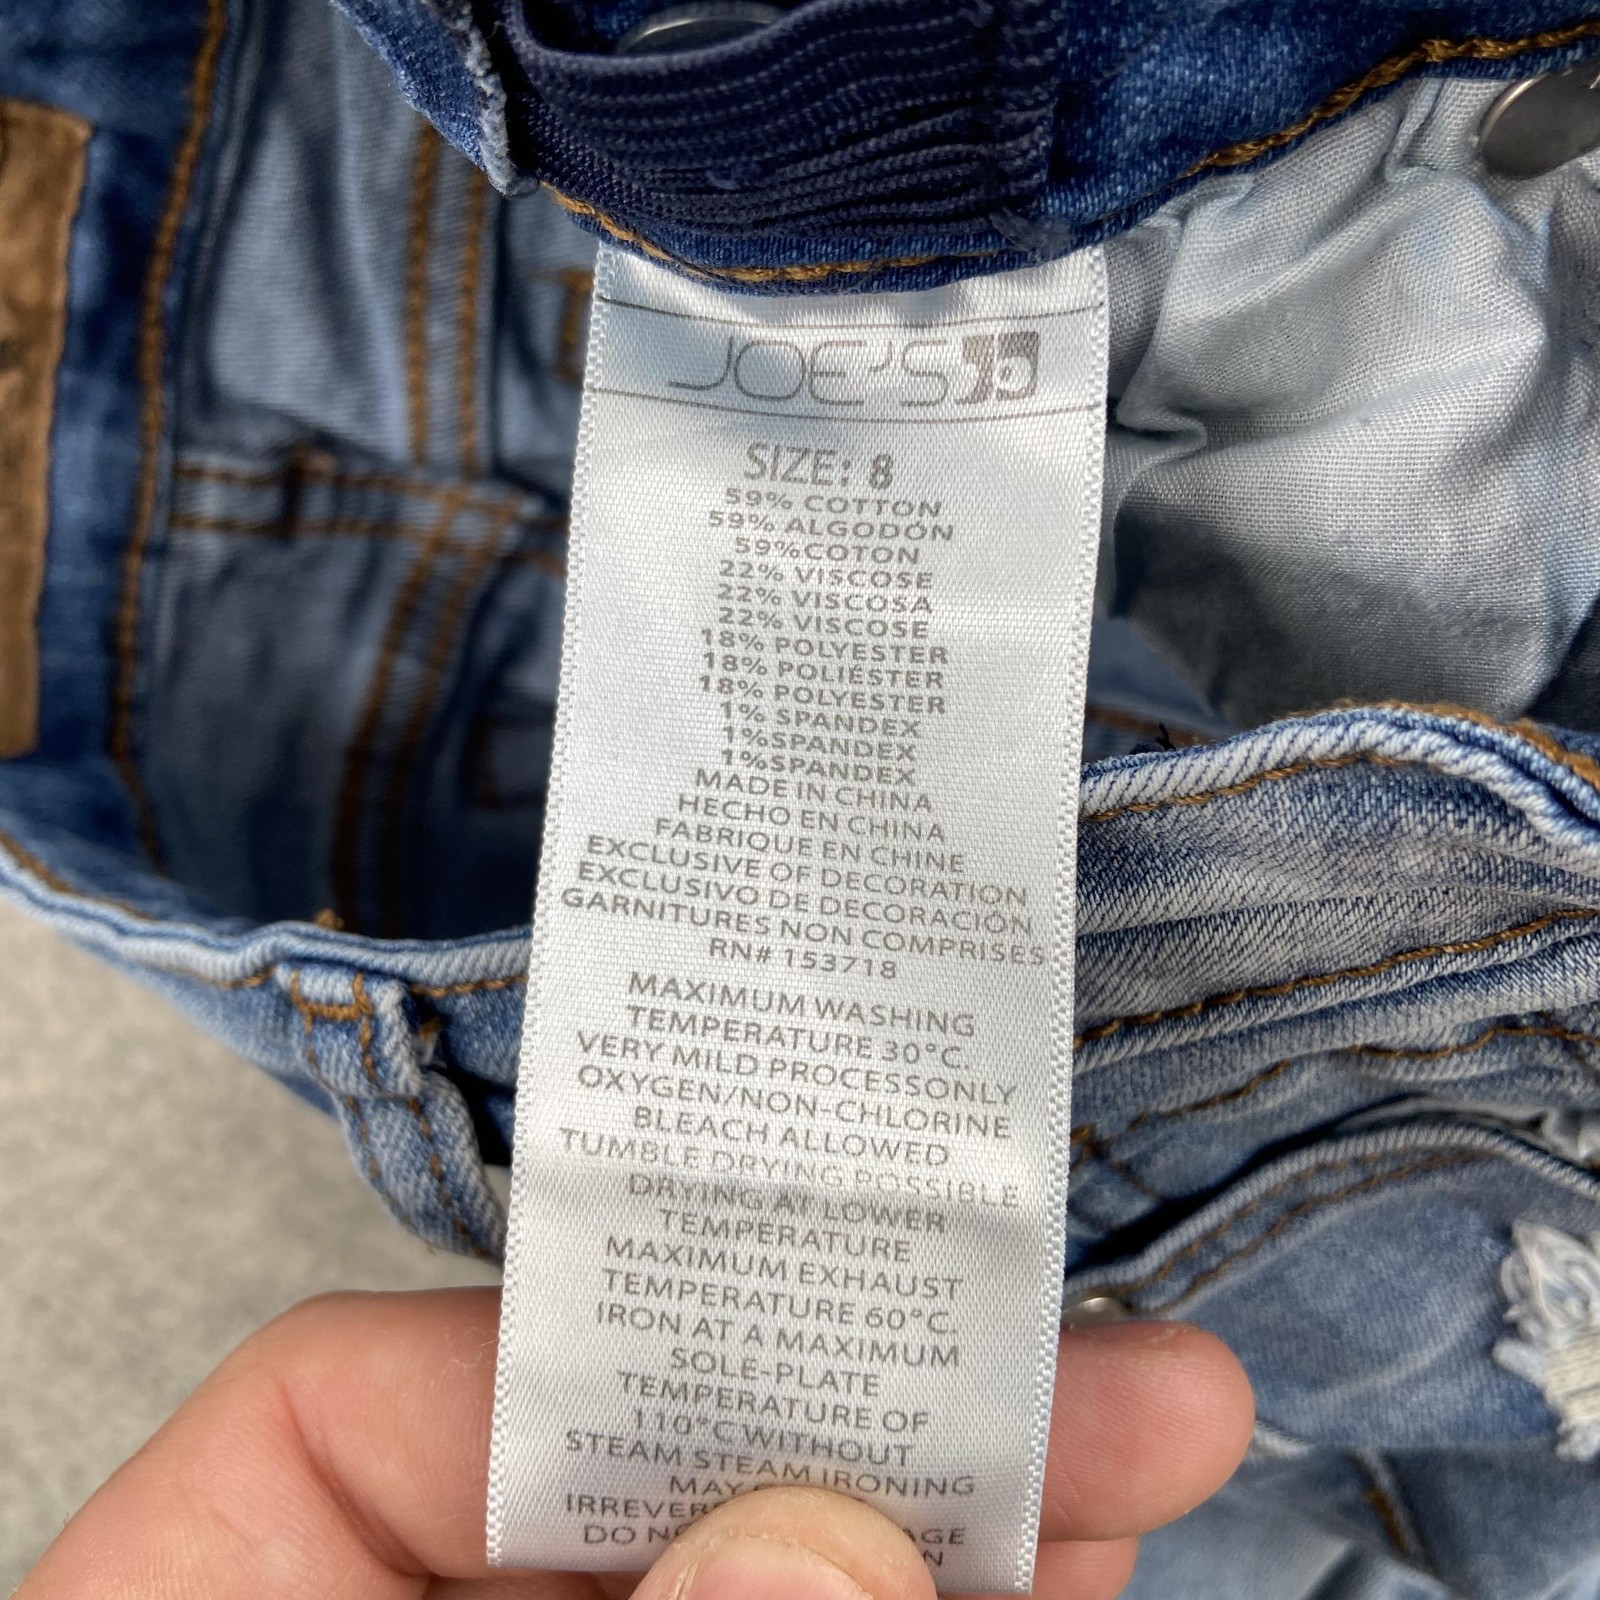 JOE'S
SIZE: 8
59% COTTON
59% ALGODÓN
59%COTON
22% VISCOSE
22% VISCOSA
22% VISCOSE
18% POLYESTER
18% POLIÉSTER
18% POLYESTER
1% SPANDEX
1%SPANDEX
1%SPANDEX
MADE IN CHINA
HECHO EN CHINA
FABRIQUE EN CHINE
EXCLUSIVE OF DECORATION
EXCLUSIVO DE DECORACIÓN
GARNITURES NON COMPRISES
RN# 153718
MAXIMUM WASHING
TEMPERATURE 30°C.
VERY MILD PROCESSONLY
OXYGEN/NON-CHLORINE
BLEACH ALLOWED
TUMBLE DRYING POSSIBLE
DRYING AT LOWER
TEMPERATURE
MAXIMUM EXHAUST
TEMPERATURE 60°C.
IRON AT A MAXIMUM
SOLE-PLATE
TEMPERATURE OF
110°C WITHOUT
STEAM STEAM IRONING
MAY
DO